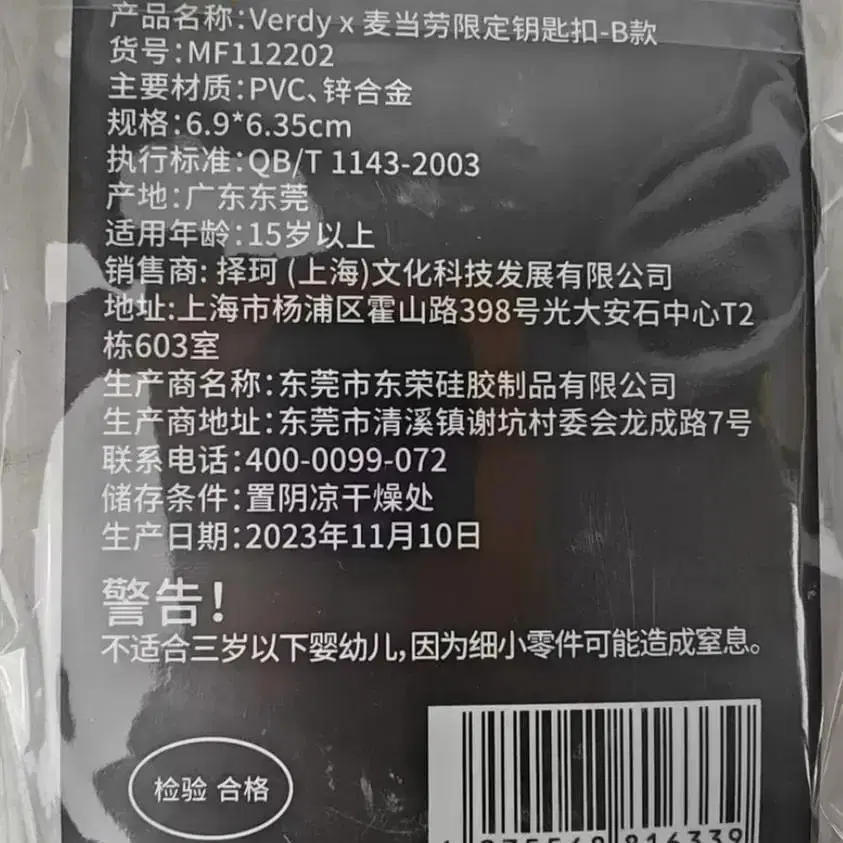 产品名称：Verdy x 麦当劳限定钥匙扣-B款
货号：MF112202
主要材质：PVC、锌合金
规格：6.9*6.35cm
执行标准：QB/T 1143-2003
产地：广东东莞
适用年龄：15岁以上
销售商: 择珂 (上海)文化科技发展有限公司
地址:上海市杨浦区霍山路398号光大安石中心T2
栋603室
生产商名称：东莞市东荣硅胶制品有限公司
生产商地址：东莞市清溪镇谢坑村委会龙成路7号
联系电话：400-0099-072
储存条件：置阴凉干燥处
生产日期：2023年11月10日
警告！
不适合三岁以下婴幼儿，因为细小零件可能造成窒息。
检验 合格